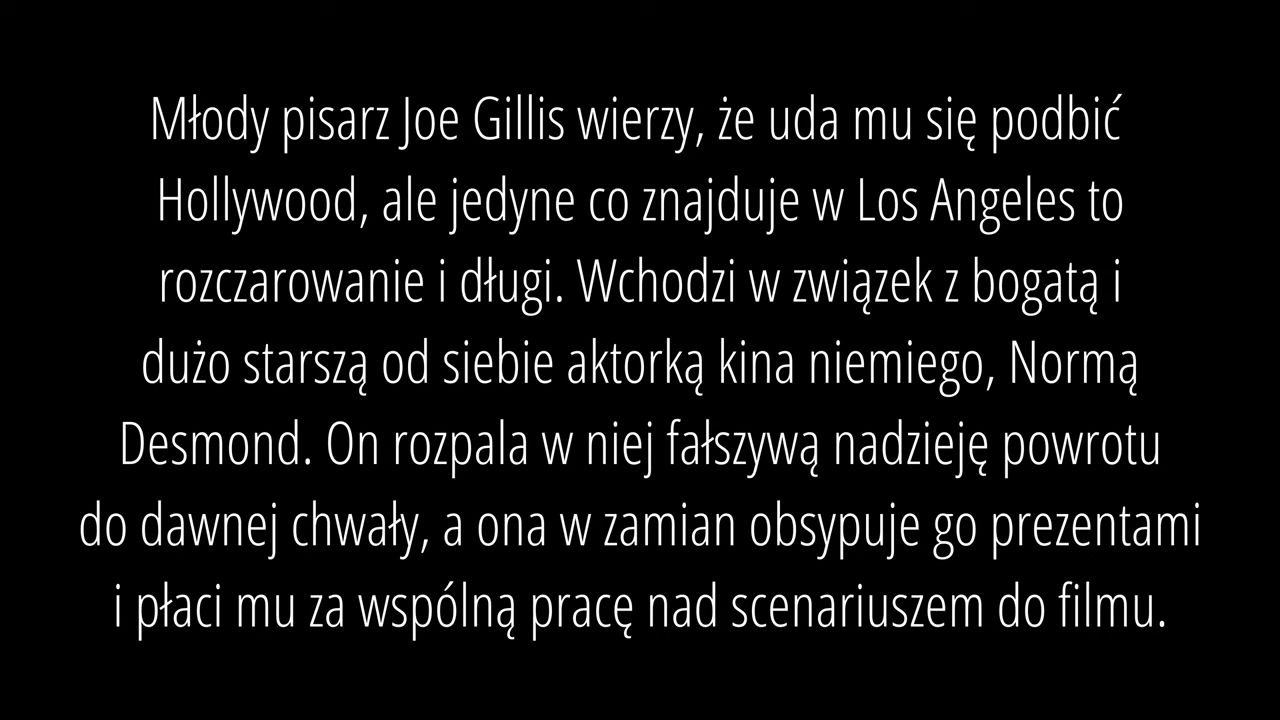 Młody pisarz Joe Gillis wierzy, że uda mu się podbić
Hollywood, ale jedyne co znajduje w Los Angeles to
rozczarowanie i długi. Wchodzi w związek z bogatą i
dużo starszą od siebie aktorką kina niemiego, Normą
Desmond. On rozpala w niej fałszywą nadzieję powrotu
do dawnej chwały, a ona w zamian obsypuje go prezentami
i płaci mu za wspólną pracę nad scenariuszem do filmu.